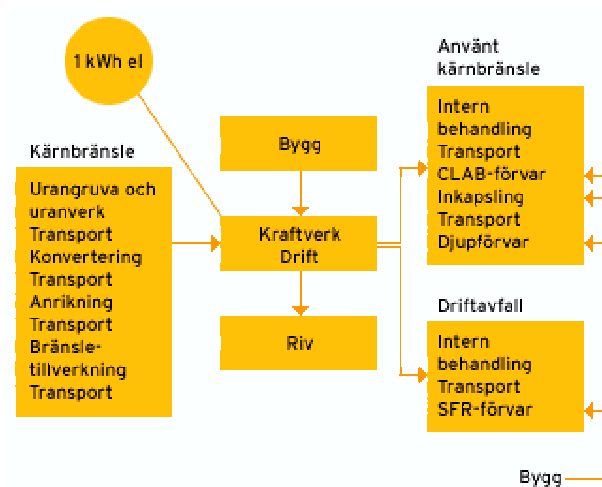 1 kWh el
Kärnbränsle
Urangruva och
uranverk
Transport
Konvertering
Transport
Anrikning
Transport
Bränsle-
tillverkning
Transport
Bygg
Kraftverk
Drift
Riv
Använt
kärnbränsle
Intern
behandling
Transport
CLAB-förvar
Inkapsling
Transport
Djupförvar
Driftavfall
Intern
behandling
Transport
SFR-förvar
Bygg